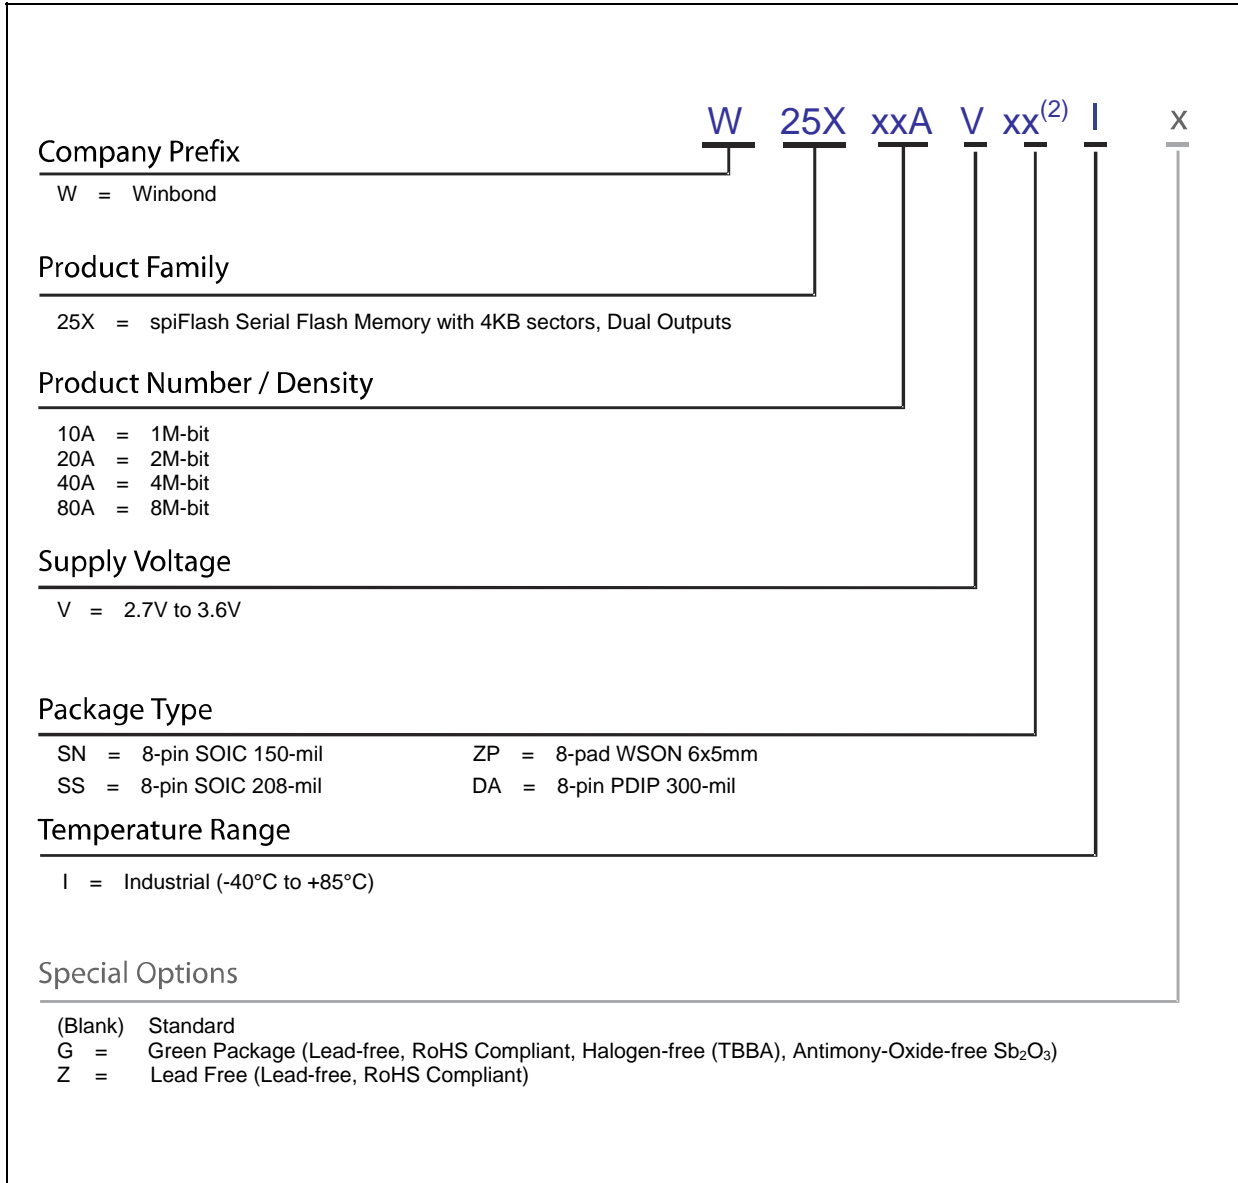 W 25X xxA V xx(2) I x
Company Prefix
W = Winbond
Product Family
25X = spiFlash Serial Flash Memory with 4KB sectors, Dual Outputs
Product Number / Density
10A = 1M-bit
20A = 2M-bit
40A = 4M-bit
80A = 8M-bit
Supply Voltage
V = 2.7V to 3.6V
Package Type
SN = 8-pin SOIC 150-mil ZP = 8-pad WSON 6x5mm
SS = 8-pin SOIC 208-mil DA = 8-pin PDIP 300-mil
Temperature Range
I = Industrial (-40°C to +85°C)
Special Options
(Blank) Standard
G = Green Package (Lead-free, RoHS Compliant, Halogen-free (TBBA), Antimony-Oxide-free Sb₂O₃)
Z = Lead Free (Lead-free, RoHS Compliant)